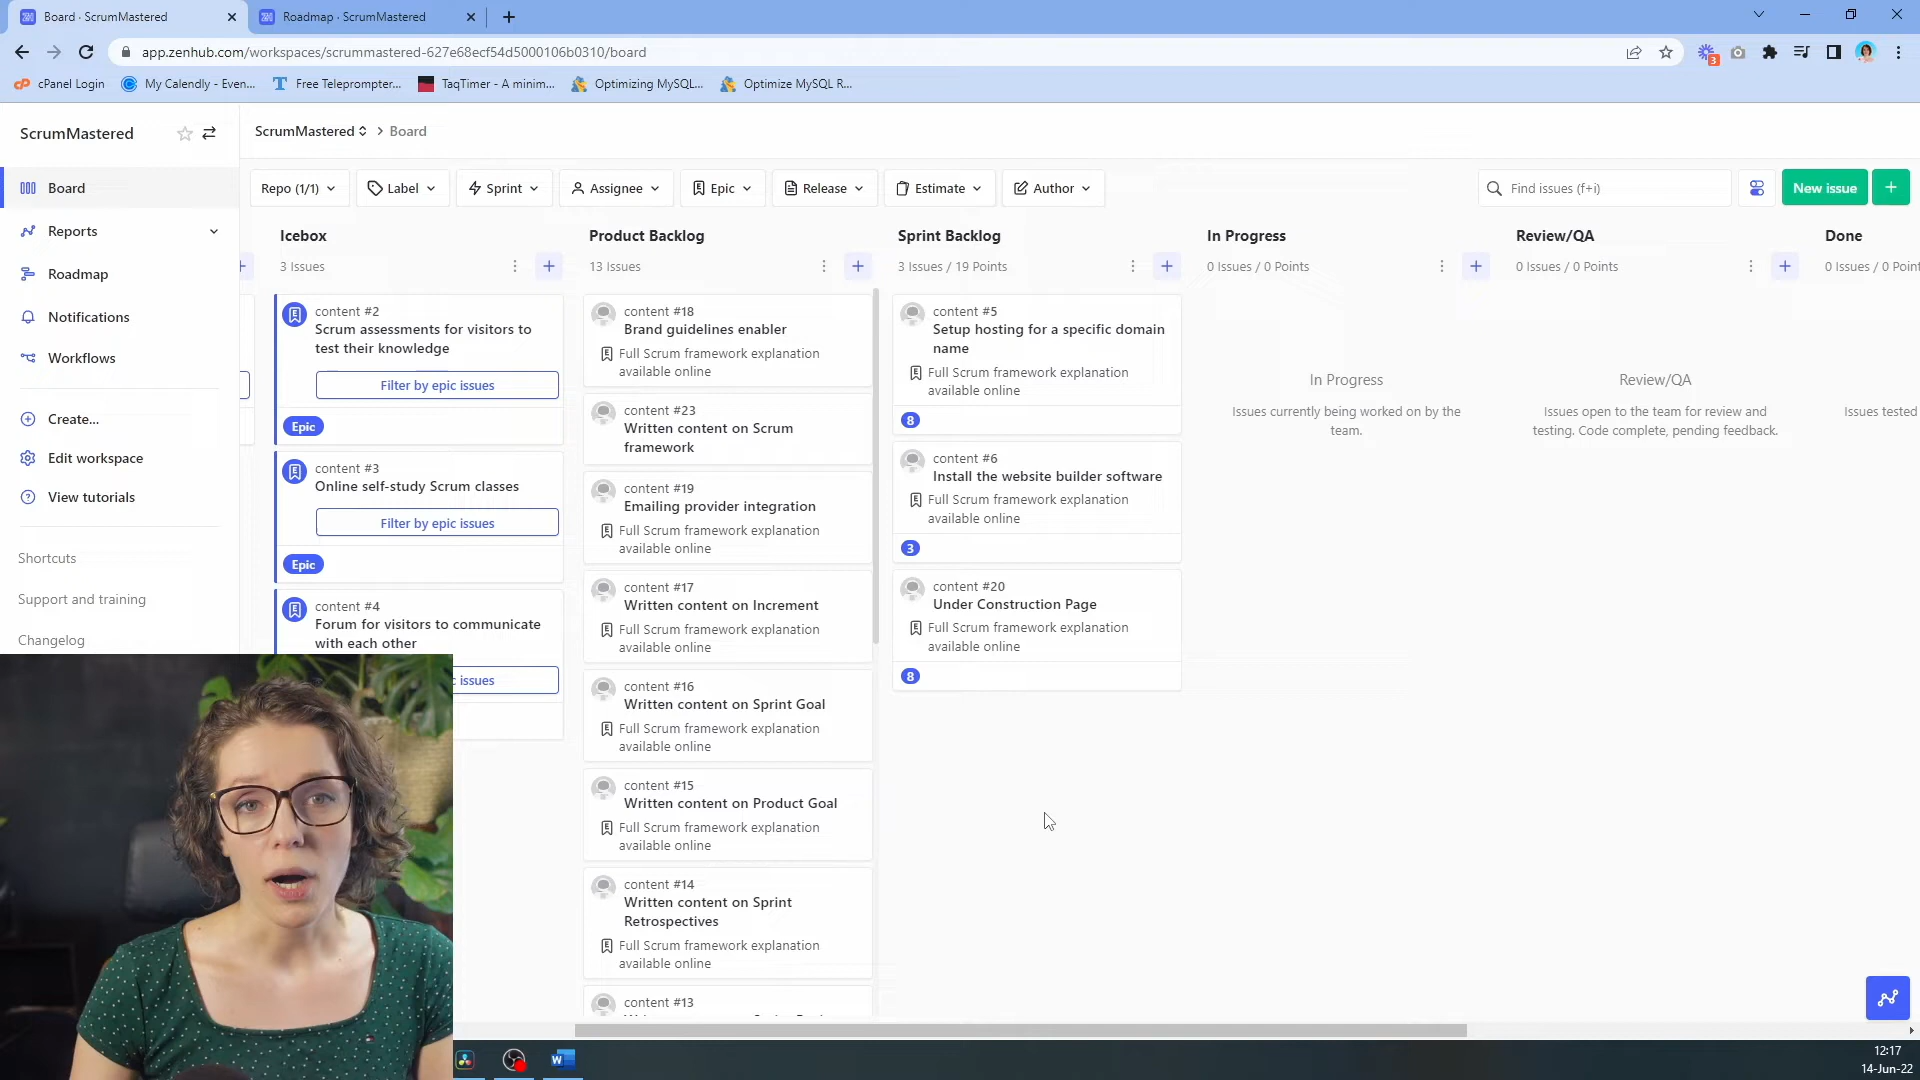 Board · ScrumMastered
Roadmap · ScrumMastered
app.zenhub.com/workspaces/scrummastered-627e68ecf54d5000106b0310/board
3
cPanel Login
My Calendly - Even...
Free Teleprompter...
TaqTimer - A minim...
Optimizing MySQL...
Optimize MySQL R...
ScrumMastered
ScrumMastered > Board
Board
Reports
Roadmap
Notifications
Workflows
Create...
Edit workspace
View tutorials
Shortcuts
Support and training
Changelog
Repo (1/1)
Label
Sprint
Assignee
Epic
Release
Estimate
Author
Find issues (f+i)
New issue
Icebox
3 Issues
content #2
Scrum assessments for visitors to
test their knowledge
Filter by epic issues
Epic
content #3
Online self-study Scrum classes
Filter by epic issues
Epic
content #4
Forum for visitors to communicate
with each other
issues
Product Backlog
13 Issues
content #18
Brand guidelines enabler
Full Scrum framework explanation
available online
content #23
Written content on Scrum
framework
content #19
Emailing provider integration
Full Scrum framework explanation
available online
content #17
Written content on Increment
Full Scrum framework explanation
available online
content #16
Written content on Sprint Goal
Full Scrum framework explanation
available online
content #15
Written content on Product Goal
Full Scrum framework explanation
available online
content #14
Written content on Sprint
Retrospectives
Full Scrum framework explanation
available online
content #13
Sprint Backlog
3 Issues / 19 Points
content #5
Setup hosting for a specific domain
name
Full Scrum framework explanation
available online
8
content #6
Install the website builder software
Full Scrum framework explanation
available online
3
content #20
Under Construction Page
Full Scrum framework explanation
available online
8
In Progress
0 Issues / 0 Points
In Progress
Issues currently being worked on by the
team.
Review/QA
0 Issues / 0 Points
Review/QA
Issues open to the team for review and
testing. Code complete, pending feedback.
Done
0 Issues / 0 Point
Issues tested
W
12:17
14-Jun-22